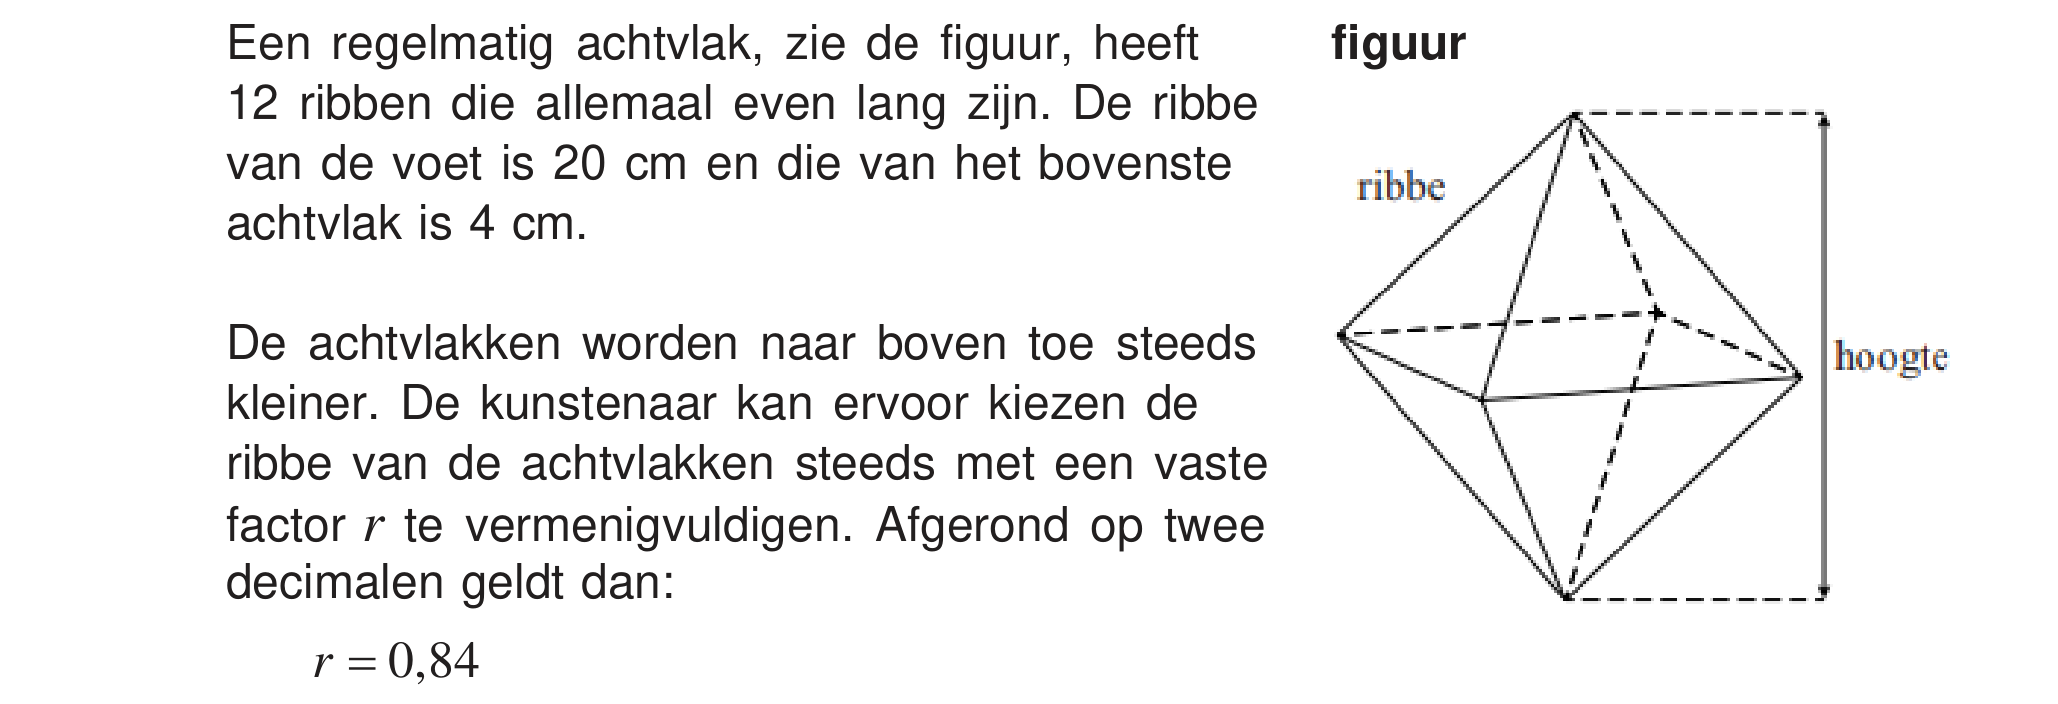 Een regelmatig achtvlak, zie de figuur, heeft
12 ribben die allemaal even lang zijn. De ribbe
van de voet is 20 cm en die van het bovenste
achtvlak is 4 cm.
De achtvlakken worden naar boven toe steeds
kleiner. De kunstenaar kan ervoor kiezen de
ribbe van de achtvlakken steeds met een vaste
factor r te vermenigvuldigen. Afgerond op twee
decimalen geldt dan:
r = 0,84
figuur
ribbe
hoogte